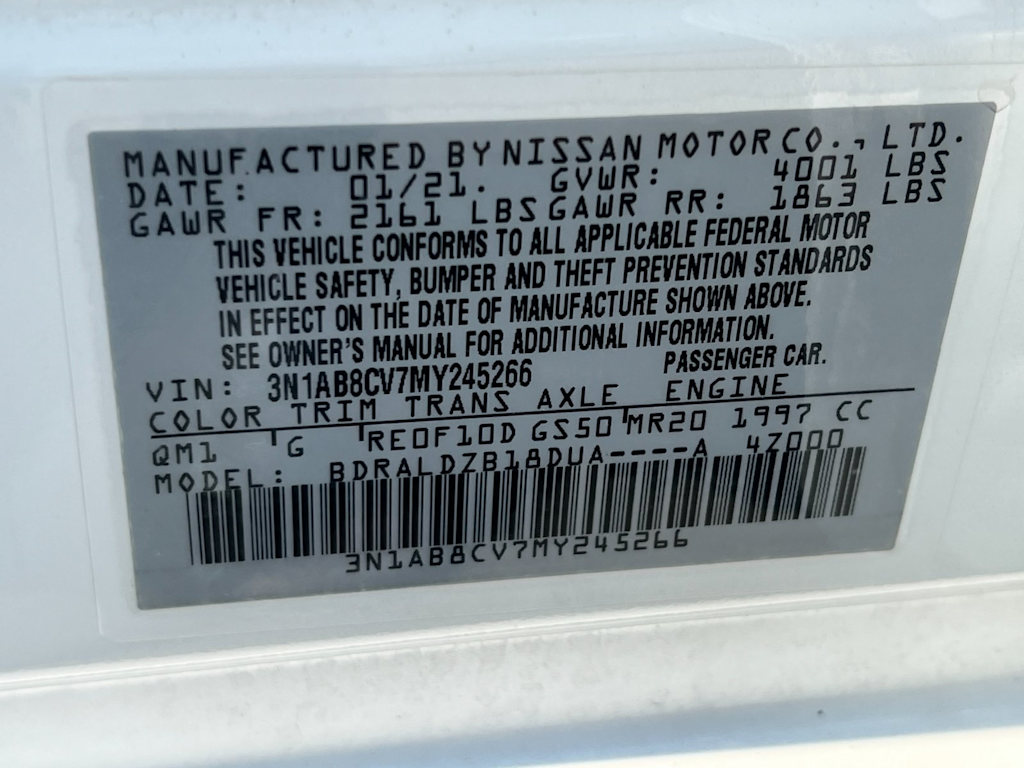 MANUFACTURED BY NISSAN MOTOR CO., LTD.
DATE: 01/21. GVWR: 4001 LBS
GAWR FR: 2161 LBS GAWR RR: 1863 LBS
THIS VEHICLE CONFORMS TO ALL APPLICABLE FEDERAL MOTOR
VEHICLE SAFETY, BUMPER AND THEFT PREVENTION STANDARDS
IN EFFECT ON THE DATE OF MANUFACTURE SHOWN ABOVE.
SEE OWNER'S MANUAL FOR ADDITIONAL INFORMATION.
VIN: 3N1AB8CV7MY245266 PASSENGER CAR.
COLOR TRIM TRANS AXLE ENGINE
QM1 G RE0F10D GS50 MR20 1997 CC
MODEL: BDRALDZB18DUA----A 4Z000
3N1AB8CV7MY245266